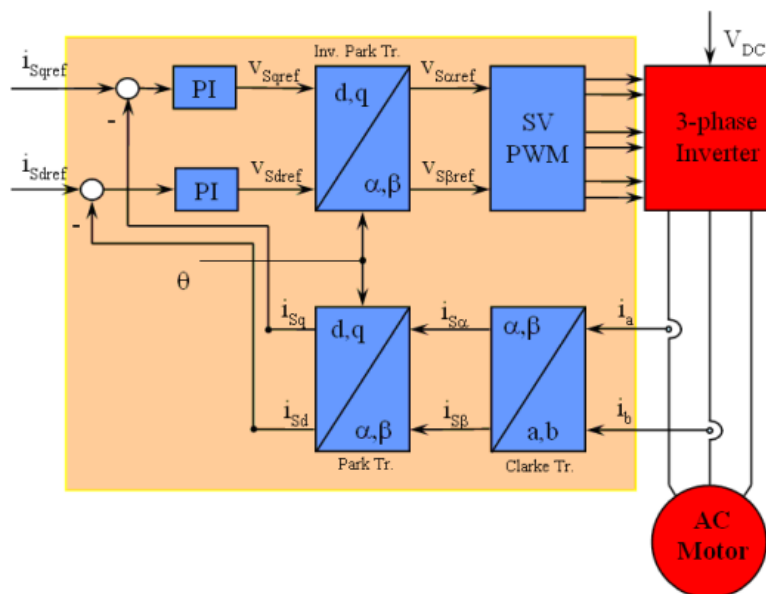 Inv. Park Tr.
V_DC
i_Sqref
PI
v_Sqref
d,q
v_Sαref
SV
PWM
3-phase
Inverter
-
i_Sdref
PI
v_Sdref
α,β
v_Sβref
-
θ
i_Sq
d,q
i_Sα
α,β
i_a
i_Sd
α,β
i_Sβ
a,b
i_b
Park Tr.
Clarke Tr.
AC
Motor